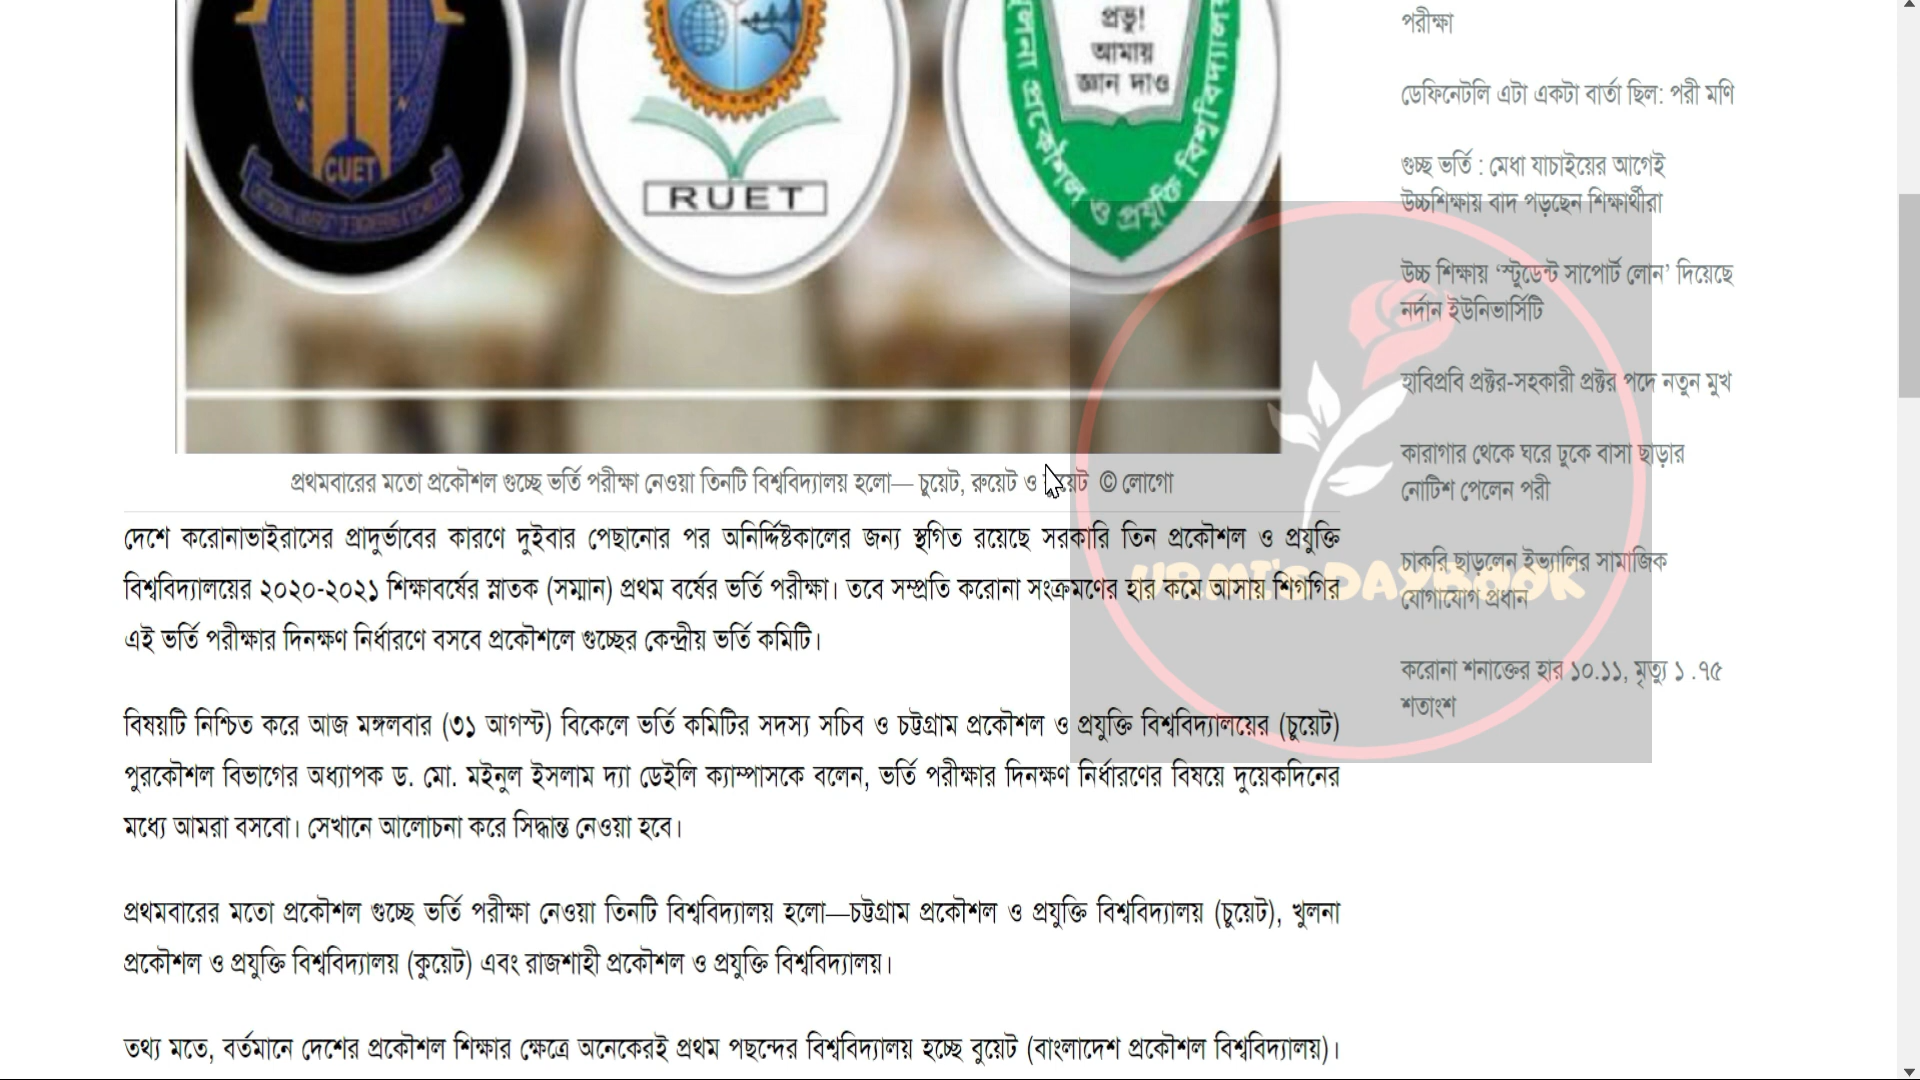 CUET
RUET
প্রভু!
আমায়
জ্ঞান দাও
খুলনা প্রকৌশল ও প্রযুক্তি বিশ্ববিদ্যালয়
প্রথমবারের মতো প্রকৌশল গুচ্ছে ভর্তি পরীক্ষা নেওয়া তিনটি বিশ্ববিদ্যালয় হলো— চুয়েট, রুয়েট ও © লোগো
দেশে করোনাভাইরাসের প্রাদুর্ভাবের কারণে দুইবার পেছানোর পর অনির্দ্দিষ্টকালের জন্য স্থগিত রয়েছে সরকারি তিন প্রকৌশল ও প্রযুক্তি
বিশ্ববিদ্যালয়ের ২০২০-২০২১ শিক্ষাবর্ষের স্নাতক (সম্মান) প্রথম বর্ষের ভর্তি পরীক্ষা। তবে সম্প্রতি করোনা সংক্রমণের হার কমে আসায় শিগগির
এই ভর্তি পরীক্ষার দিনক্ষণ নির্ধারণে বসবে প্রকৌশলে গুচ্ছের কেন্দ্রীয় ভর্তি কমিটি।
বিষয়টি নিশ্চিত করে আজ মঙ্গলবার (৩১ আগস্ট) বিকেলে ভর্তি কমিটির সদস্য সচিব ও চট্টগ্রাম প্রকৌশল ও প্রযুক্তি বিশ্ববিদ্যালয়ের (চুয়েট)
পুরকৌশল বিভাগের অধ্যাপক ড. মো. মইনুল ইসলাম দ্যা ডেইলি ক্যাম্পাসকে বলেন, ভর্তি পরীক্ষার দিনক্ষণ নির্ধারণের বিষয়ে দুয়েকদিনের
মধ্যে আমরা বসবো। সেখানে আলোচনা করে সিদ্ধান্ত নেওয়া হবে।
প্রথমবারের মতো প্রকৌশল গুচ্ছে ভর্তি পরীক্ষা নেওয়া তিনটি বিশ্ববিদ্যালয় হলো—চট্টগ্রাম প্রকৌশল ও প্রযুক্তি বিশ্ববিদ্যালয় (চুয়েট), খুলনা
প্রকৌশল ও প্রযুক্তি বিশ্ববিদ্যালয় (কুয়েট) এবং রাজশাহী প্রকৌশল ও প্রযুক্তি বিশ্ববিদ্যালয়।
তথ্য মতে, বর্তমানে দেশের প্রকৌশল শিক্ষার ক্ষেত্রে অনেকেরই প্রথম পছন্দের বিশ্ববিদ্যালয় হচ্ছে বুয়েট (বাংলাদেশ প্রকৌশল বিশ্ববিদ্যালয়)।
পরীক্ষা
ডেফিনেটলি এটা একটা বার্তা ছিল: পরী মণি
গুচ্ছ ভর্তি : মেধা যাচাইয়ের আগেই
উচ্চশিক্ষায় বাদ পড়ছেন শিক্ষার্থীরা
উচ্চ শিক্ষায় ‘স্টুডেন্ট সাপোর্ট লোন’ দিয়েছে
নর্দান ইউনিভার্সিটি
হাবিপ্রবি প্রক্টর-সহকারী প্রক্টর পদে নতুন মুখ
কারাগার থেকে ঘরে ঢুকে বাসা ছাড়ার
নোটিশ পেলেন পরী
চাকরি ছাড়লেন ইভ্যালির সামাজিক
যোগাযোগ প্রধান
করোনা শনাক্তের হার ১০.১১, মৃত্যু ১ .৭৫
শতাংশ
URMI'S DAYBOOK